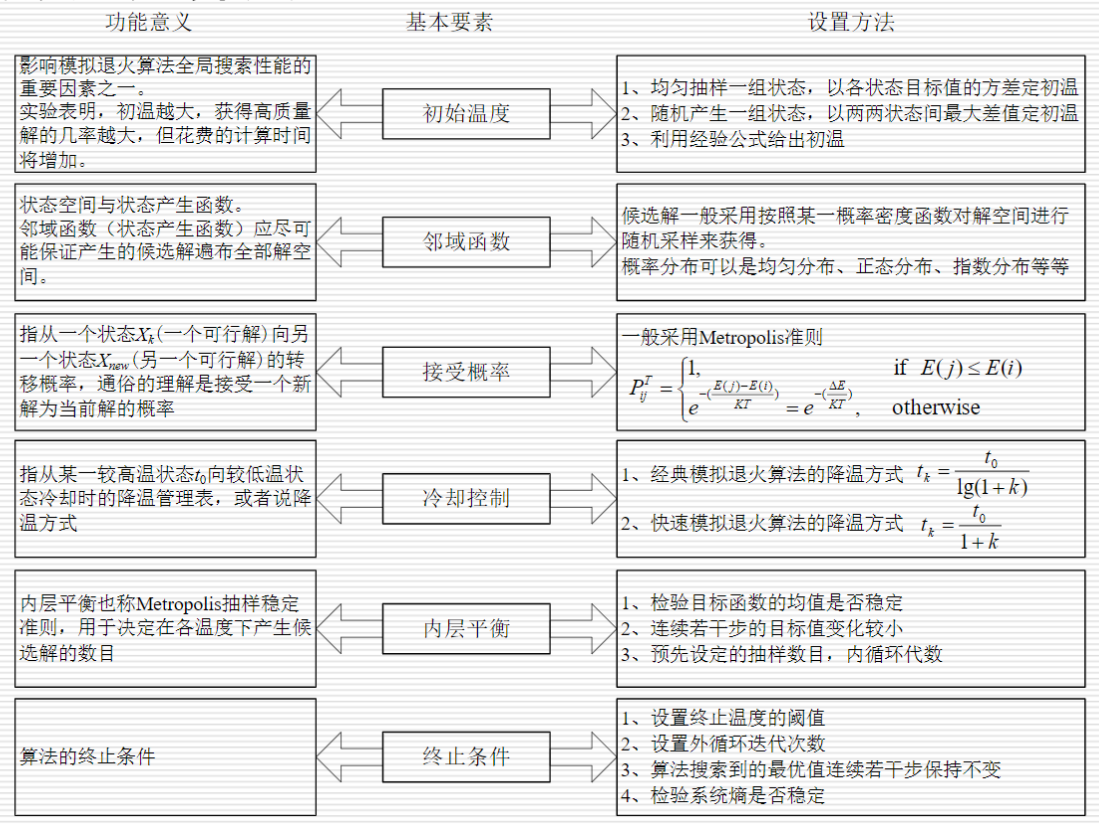 功能意义 基本要素 设置方法
影响模拟退火算法全局搜索性能的
重要因素之一。
实验表明，初温越大，获得高质量
解的几率越大，但花费的计算时间
将增加。
初始温度
1、均匀抽样一组状态，以各状态目标值的方差定初温
2、随机产生一组状态，以两两状态间最大差值定初温
3、利用经验公式给出初温
状态空间与状态产生函数。
邻域函数（状态产生函数）应尽可
能保证产生的候选解遍布全部解空
间。
邻域函数
候选解一般采用按照某一概率密度函数对解空间进行
随机采样来获得。
概率分布可以是均匀分布、正态分布、指数分布等等
指从一个状态Xk(一个可行解)向另
一个状态Xnew(另一个可行解)的转
移概率，通俗的理解是接受一个新
解为当前解的概率
接受概率
一般采用Metropolis准则
P_{ij}^{T} = { 1, if E(j) ≤ E(i)
e^{-(\frac{E(j)-E(i)}{KT})} = e^{-(\frac{ΔE}{KT})}, otherwise
指从某一较高温状态t0向较低温状
态冷却时的降温管理表，或者说降
温方式
冷却控制
1、经典模拟退火算法的降温方式 t_k = \frac{t_0}{lg(1+k)}
2、快速模拟退火算法的降温方式 t_k = \frac{t_0}{1+k}
内层平衡也称Metropolis抽样稳定
准则，用于决定在各温度下产生候
选解的数目
内层平衡
1、检验目标函数的均值是否稳定
2、连续若干步的目标值变化较小
3、预先设定的抽样数目，内循环代数
算法的终止条件
终止条件
1、设置终止温度的阈值
2、设置外循环迭代次数
3、算法搜索到的最优值连续若干步保持不变
4、检验系统熵是否稳定